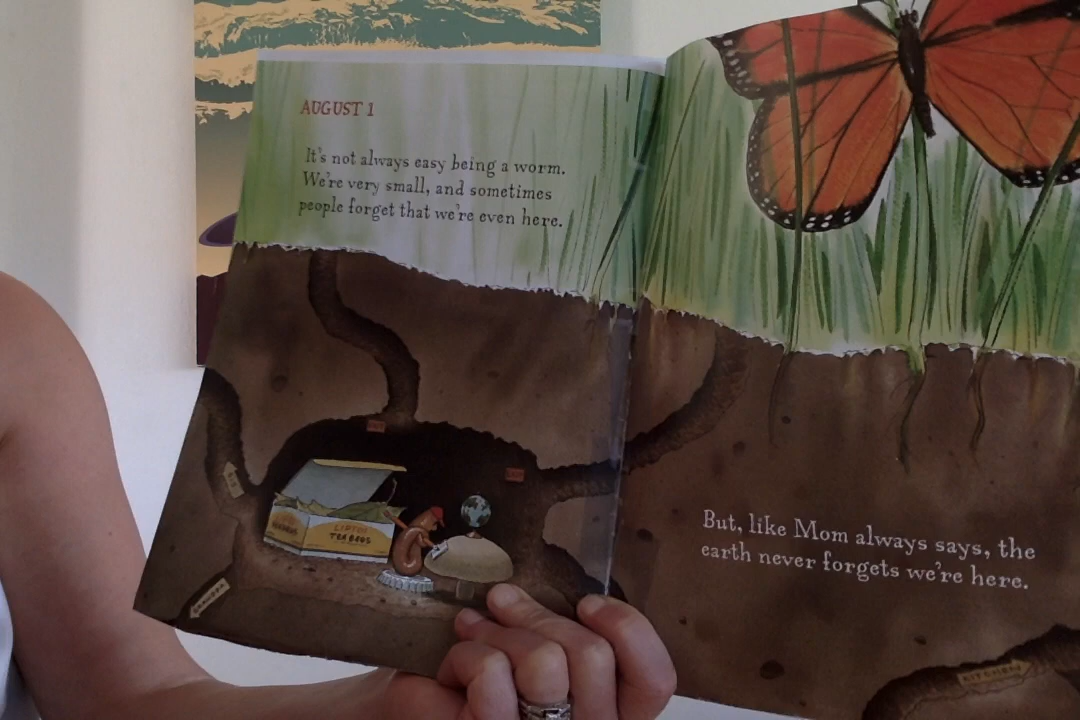 AUGUST 1
It's not always easy being a worm.
We're very small, and sometimes
people forget that we're even here.
LIPTON
TEA BAGS
But, like Mom always says, the
earth never forgets we're here.
KITCHEN